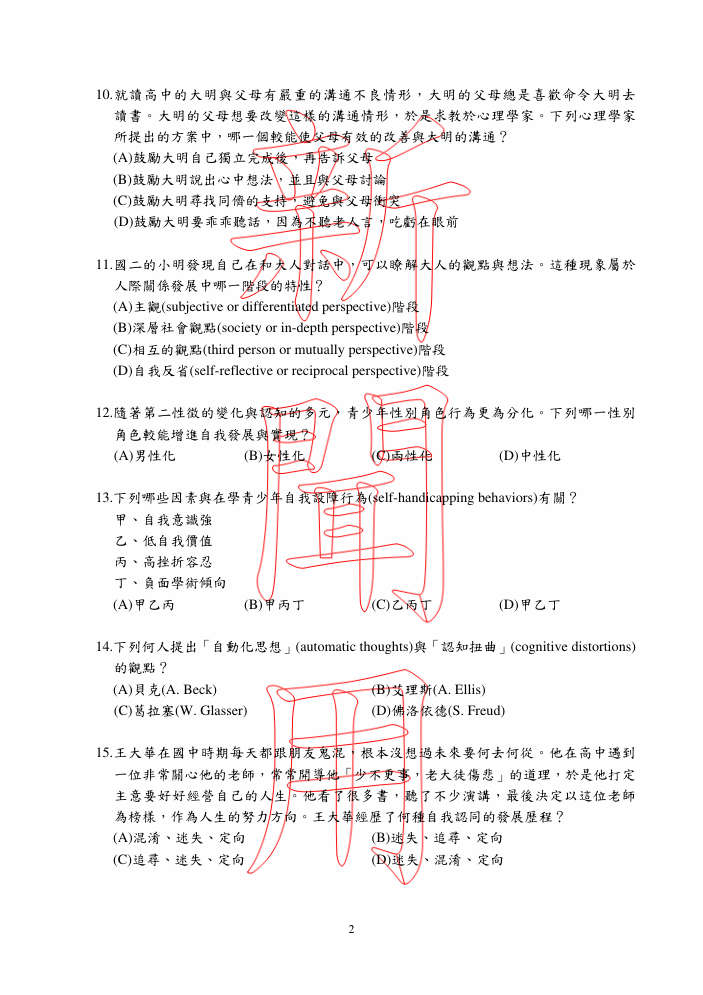 10.就讀高中的大明與父母有嚴重的溝通不良情形，大明的父母總是喜歡命令大明去
讀書。大明的父母想要改變這樣的溝通情形，於是求教於心理學家。下列心理學家
所提出的方案中，哪一個較能使父母有效的改善與大明的溝通？
(A)鼓勵大明自己獨立完成後，再告訴父母
(B)鼓勵大明說出心中想法，並且與父母討論
(C)鼓勵大明尋找同儕的支持，避免與父母衝突
(D)鼓勵大明要乖乖聽話，因為不聽老人言，吃虧在眼前
11.國二的小明發現自己在和大人對話中，可以瞭解大人的觀點與想法。這種現象屬於
人際關係發展中哪一階段的特性？
(A)主觀(subjective or differentiated perspective)階段
(B)深層社會觀點(society or in-depth perspective)階段
(C)相互的觀點(third person or mutually perspective)階段
(D)自我反省(self-reflective or reciprocal perspective)階段
12.隨著第二性徵的變化與認知的多元，青少年性別角色行為更為分化。下列哪一性別
角色較能增進自我發展與實現？
(A)男性化 (B)女性化 (C)兩性化 (D)中性化
13.下列哪些因素與在學青少年自我設障行為(self-handicapping behaviors)有關？
甲、自我意識強
乙、低自我價值
丙、高挫折容忍
丁、負面學術傾向
(A)甲乙丙 (B)甲丙丁 (C)乙丙丁 (D)甲乙丁
14.下列何人提出「自動化思想」(automatic thoughts)與「認知扭曲」(cognitive distortions)
的觀點？
(A)貝克(A. Beck) (B)艾理斯(A. Ellis)
(C)葛拉塞(W. Glasser) (D)佛洛依德(S. Freud)
15.王大華在國中時期每天都跟朋友鬼混，根本沒想過未來要何去何從。他在高中遇到
一位非常關心他的老師，常常開導他「少不更事，老大徒傷悲」的道理，於是他打定
主意要好好經營自己的人生。他看了很多書，聽了不少演講，最後決定以這位老師
為榜樣，作為人生的努力方向。王大華經歷了何種自我認同的發展歷程？
(A)混淆、迷失、定向 (B)迷失、追尋、定向
(C)追尋、迷失、定向 (D)迷失、混淆、定向
2
新聞用